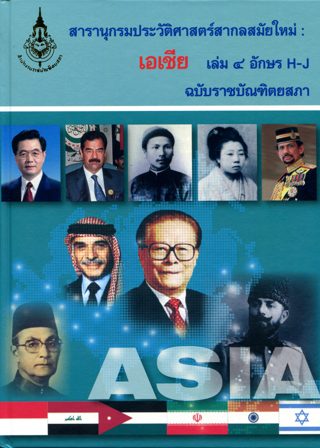 สารานุกรมประวัติศาสตร์สากลสมัยใหม่ :
เอเชีย เล่ม ๔ อักษร H-J
ฉบับราชบัณฑิตยสภา
ASIA